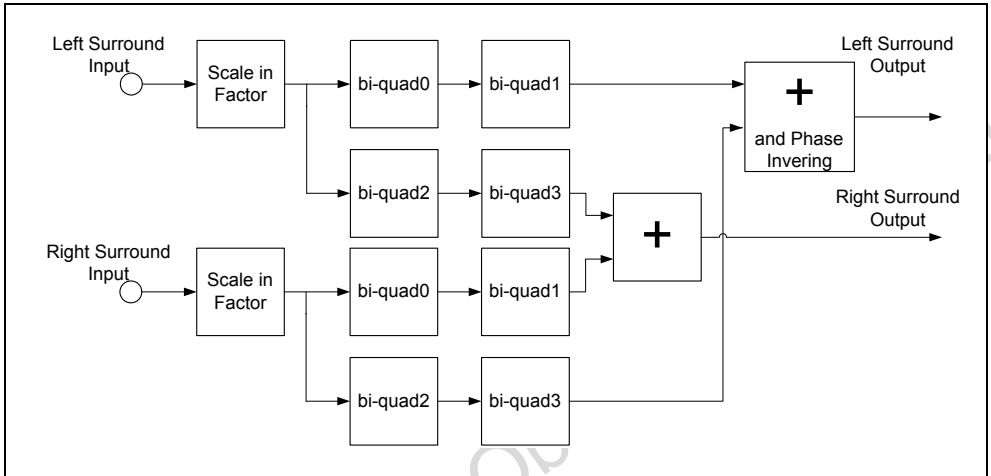 Left Surround
Input
Scale in
Factor
bi-quad0
bi-quad1
+
and Phase
Invering
Left Surround
Output
bi-quad2
bi-quad3
+
Right Surround
Output
Right Surround
Input
Scale in
Factor
bi-quad0
bi-quad1
bi-quad2
bi-quad3